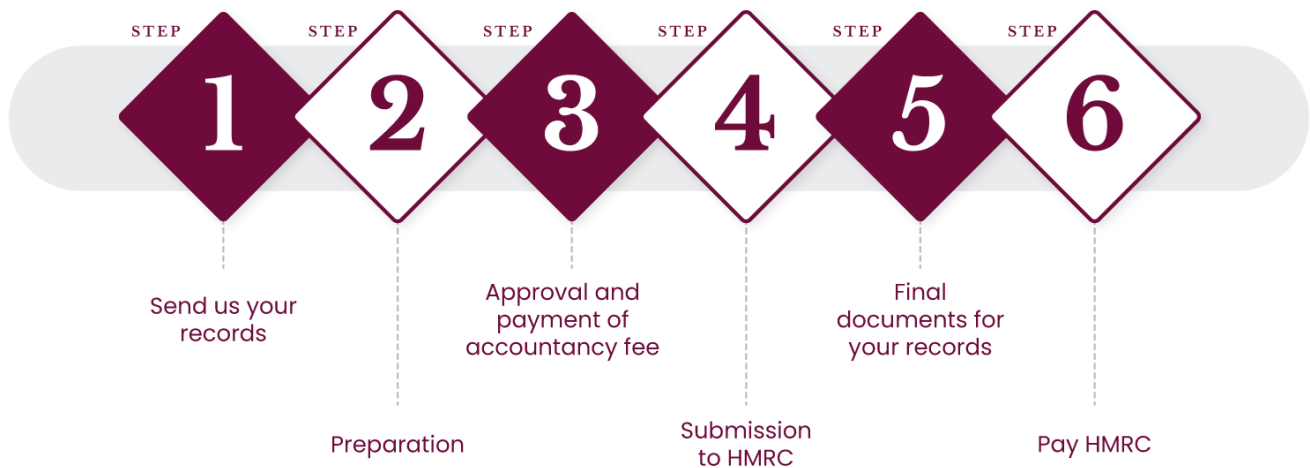 STEP
1
STEP
2
STEP
3
STEP
4
STEP
5
STEP
6
Send us your
records
Preparation
Approval and
payment of
accountancy fee
Submission
to HMRC
Final
documents for
your records
Pay HMRC